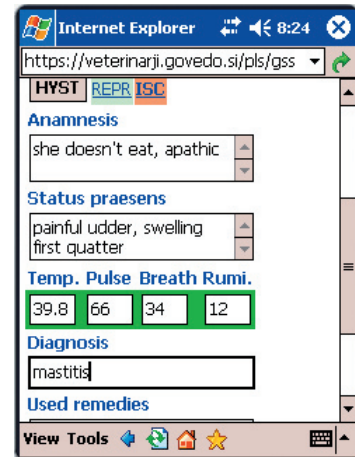 Internet Explorer 8:24
https://veterinarji.govedo.si/pls/gss
HYST REPR ISC
Anamnesis
she doesn't eat, apathic
Status praesens
painful udder, swelling
first quatter
Temp. Pulse Breath Rumi.
39.8 66 34 12
Diagnosis
mastitis
Used remedies
View Tools